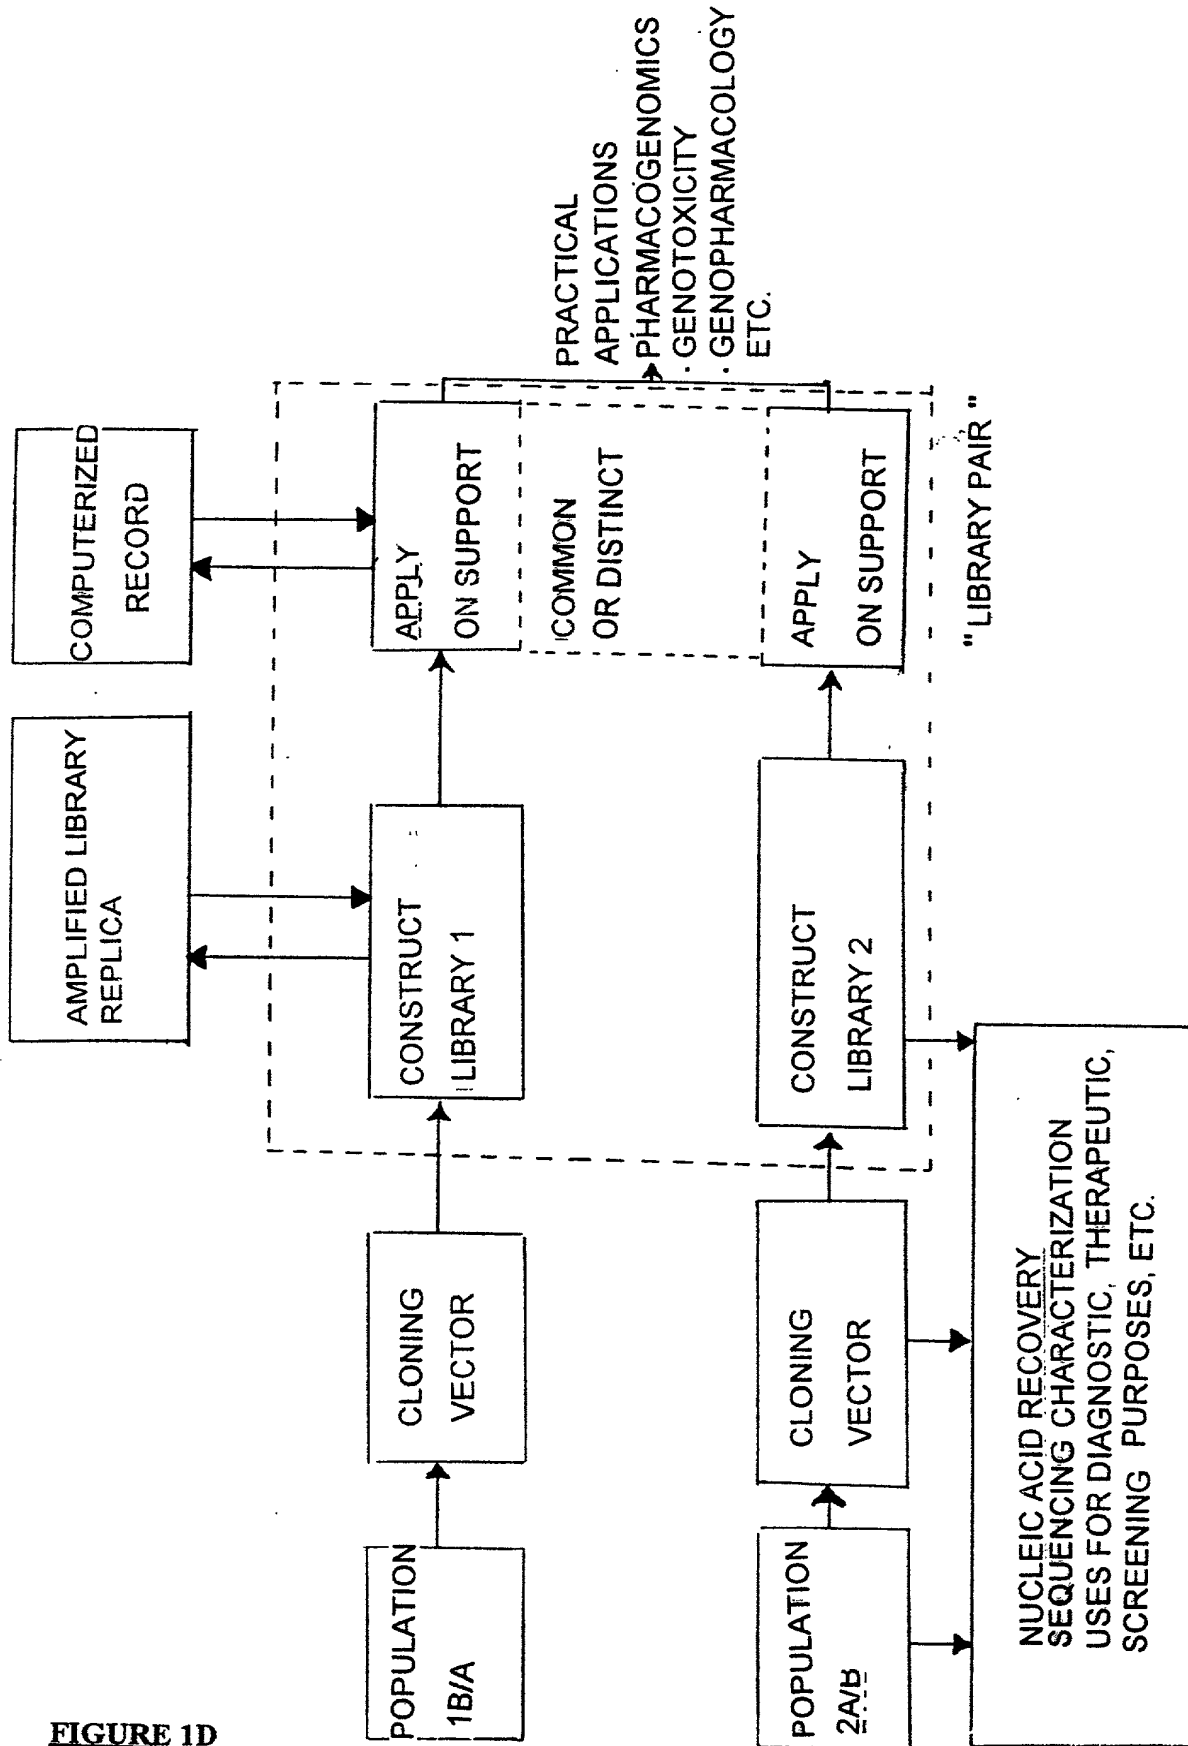 COMPUTERIZED
RECORD
AMPLIFIED LIBRARY
REPLICA
POPULATION
1B/A
CLONING
VECTOR
CONSTRUCT
LIBRARY 1
APPLY
ON SUPPORT
COMMON
OR DISTINCT
PRACTICAL
APPLICATIONS
PHARMACOGENOMICS
· GENOTOXICITY
· GENOPHARMACOLOGY
ETC.
POPULATION
2A/B
CLONING
VECTOR
CONSTRUCT
LIBRARY 2
APPLY
ON SUPPORT
"LIBRARY PAIR"
NUCLEIC ACID RECOVERY
SEQUENCING CHARACTERIZATION
USES FOR DIAGNOSTIC, THERAPEUTIC,
SCREENING PURPOSES, ETC.
FIGURE 1D